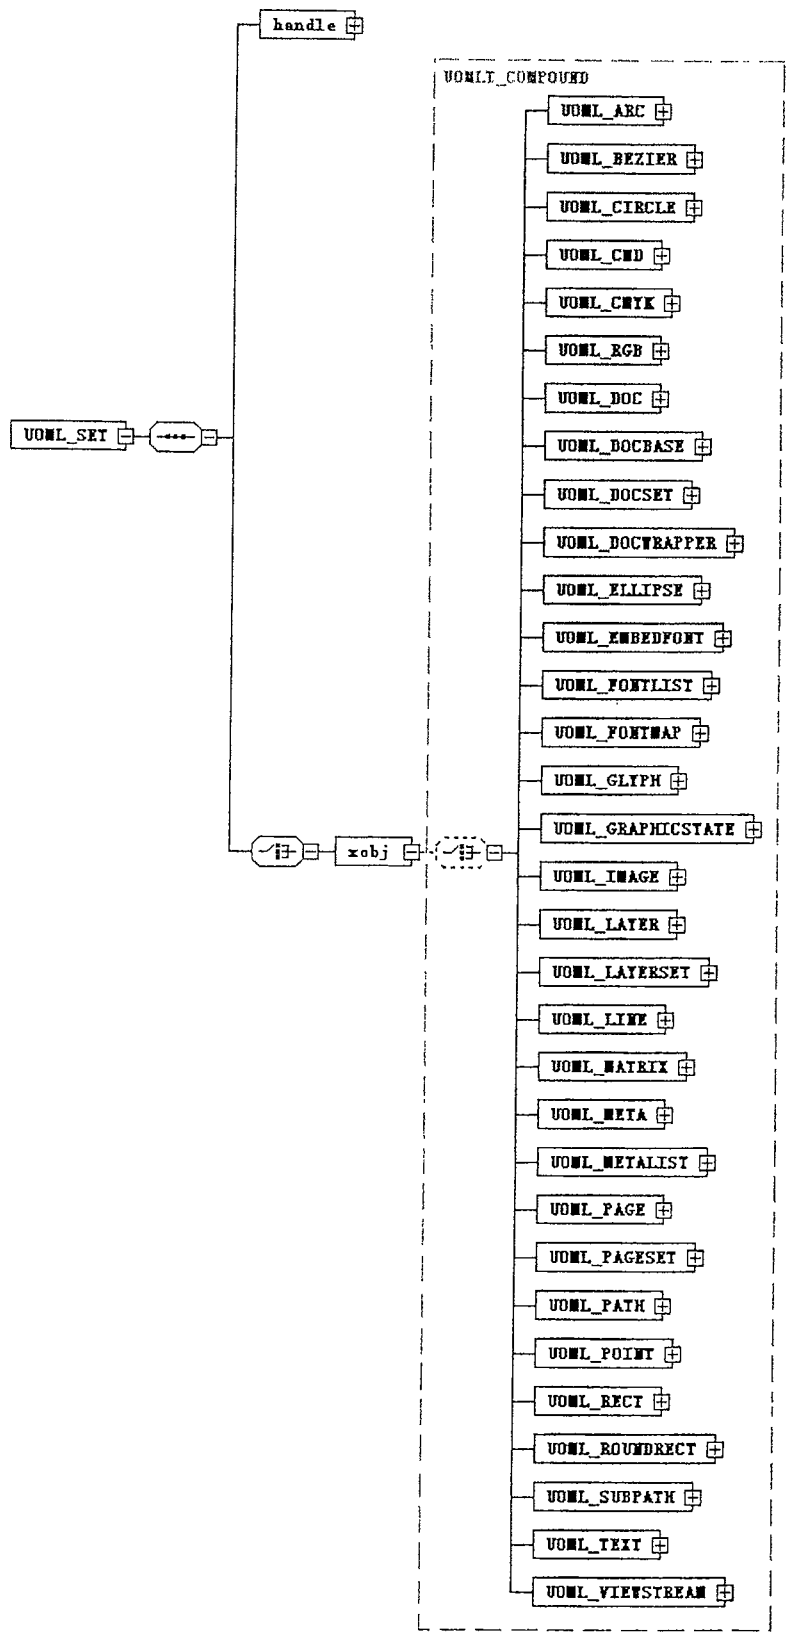 handle
UOMLT_COMPOUND
UOML_ARC
UOML_BEZIER
UOML_CIRCLE
UOML_CMD
UOML_CMYK
UOML_RGB
UOML_DOC
UOML_SET
UOML_DOCBASE
UOML_DOCSET
UOML_DOCWRAPPER
UOML_ELLIPSE
UOML_EMBEDFONT
UOML_FONTLIST
UOML_FONTMAP
UOML_GLYPH
UOML_GRAPHICSTATE
xobj
UOML_IMAGE
UOML_LAYER
UOML_LAYERSET
UOML_LINE
UOML_MATRIX
UOML_META
UOML_METALIST
UOML_PAGE
UOML_PAGESET
UOML_PATH
UOML_POINT
UOML_RECT
UOML_ROUNDRECT
UOML_SUBPATH
UOML_TEXT
UOML_VIEWSTREAM